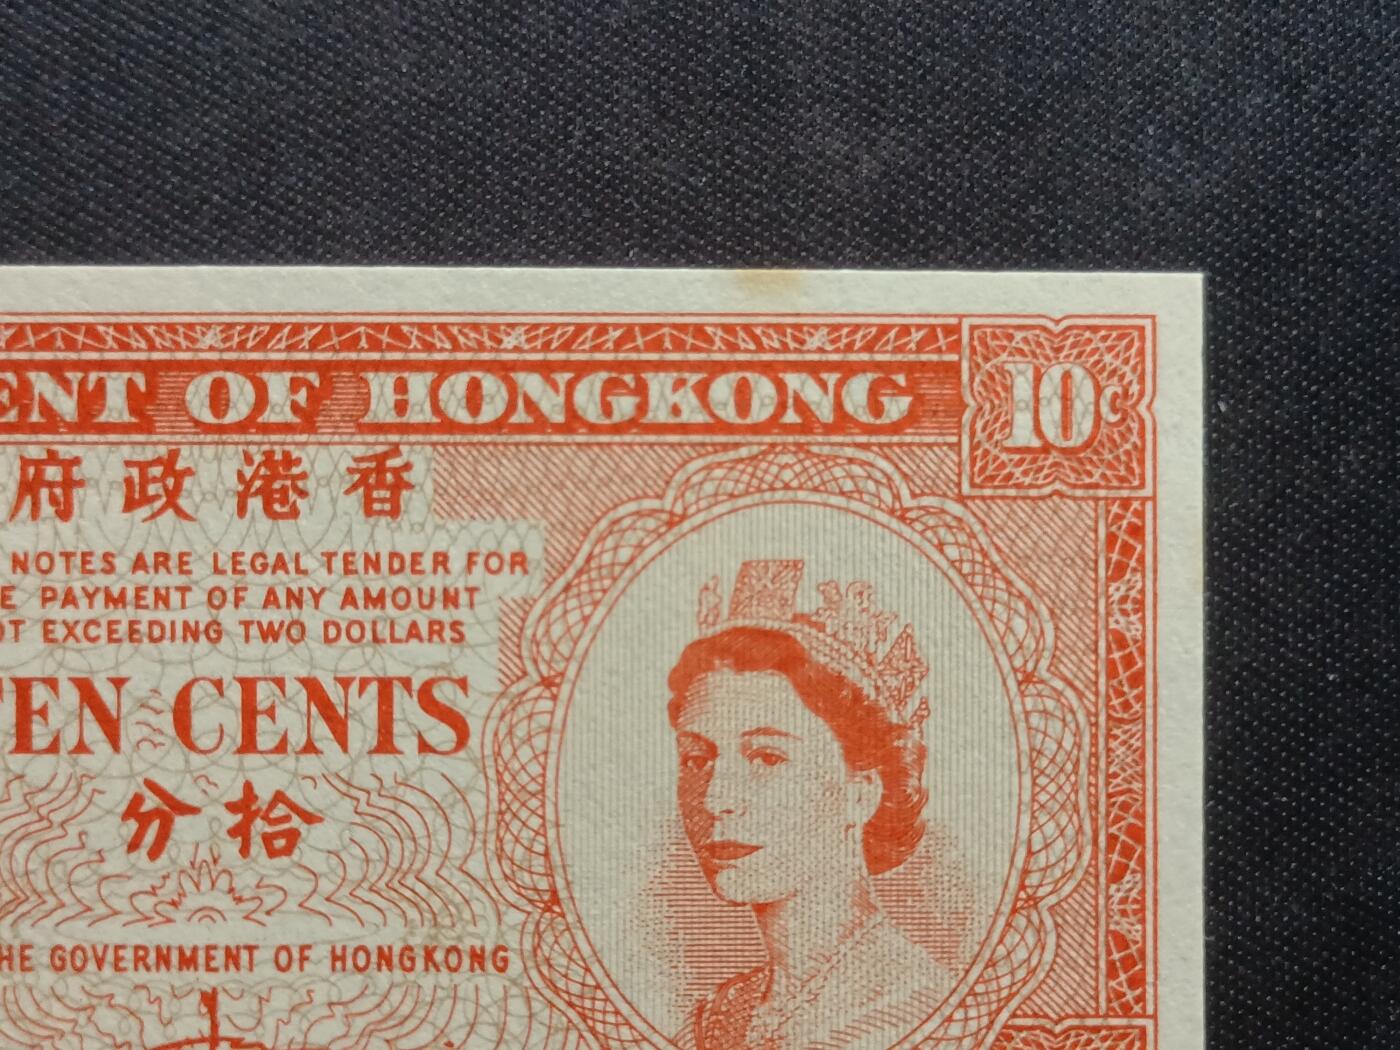 ENT OF HONGKONG
10c
府政港香
NOTES ARE LEGAL TENDER FOR
E PAYMENT OF ANY AMOUNT
OT EXCEEDING TWO DOLLARS
TEN CENTS
分拾
HE GOVERNMENT OF HONGKONG